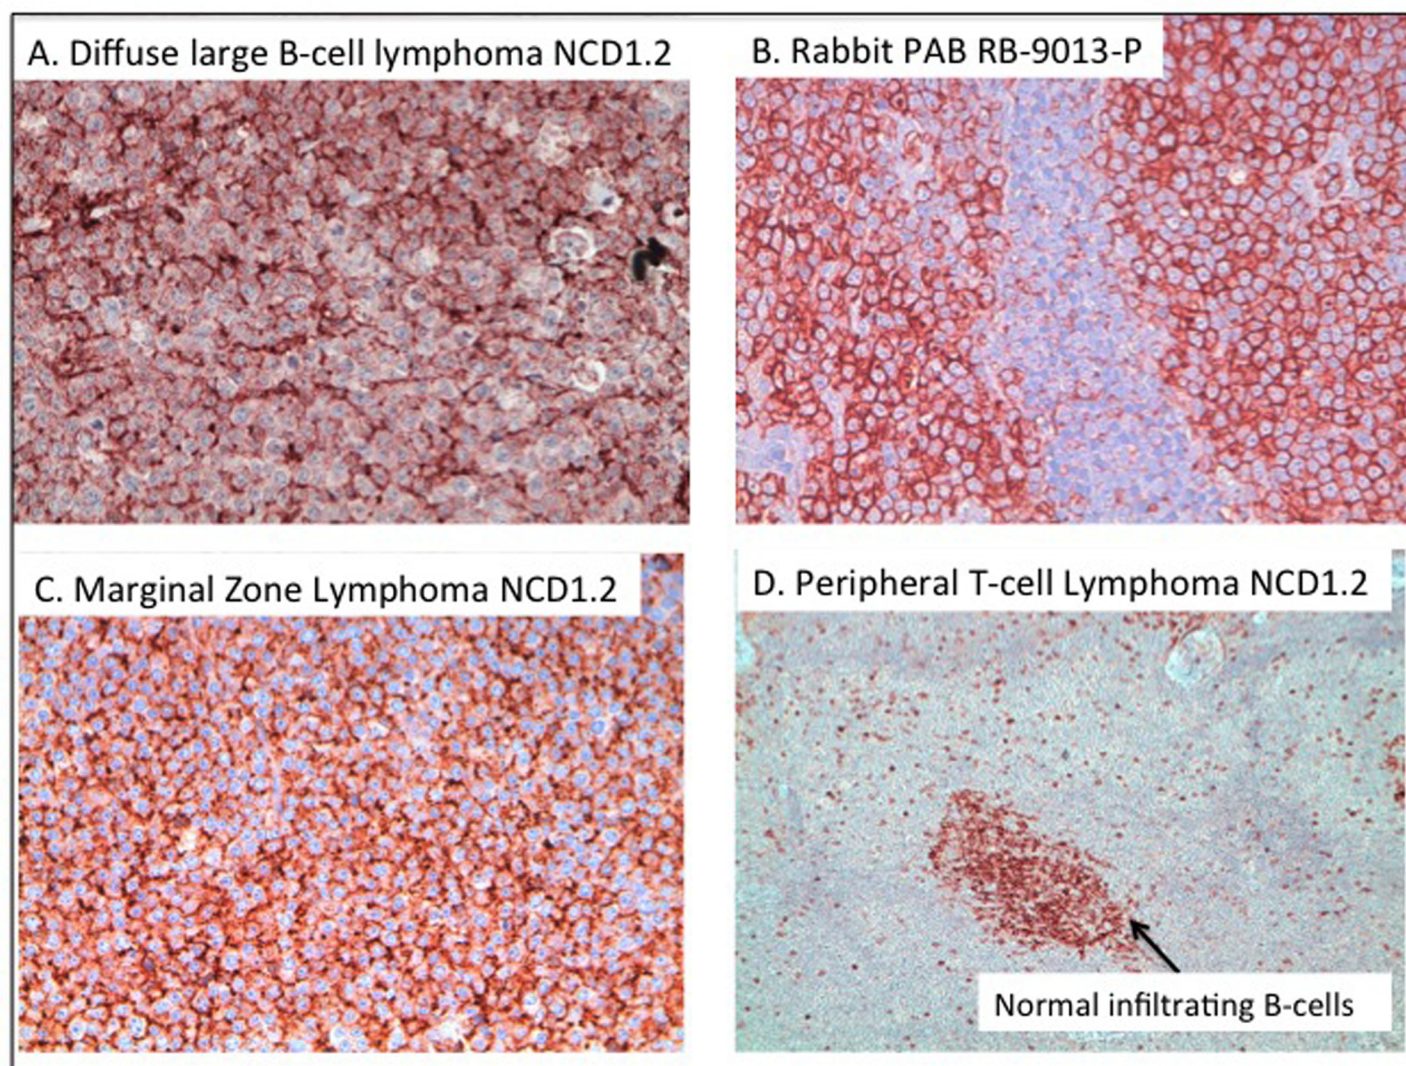 A. Diffuse large B-cell lymphoma NCD1.2
B. Rabbit PAB RB-9013-P
C. Marginal Zone Lymphoma NCD1.2
D. Peripheral T-cell Lymphoma NCD1.2
Normal infiltrating B-cells